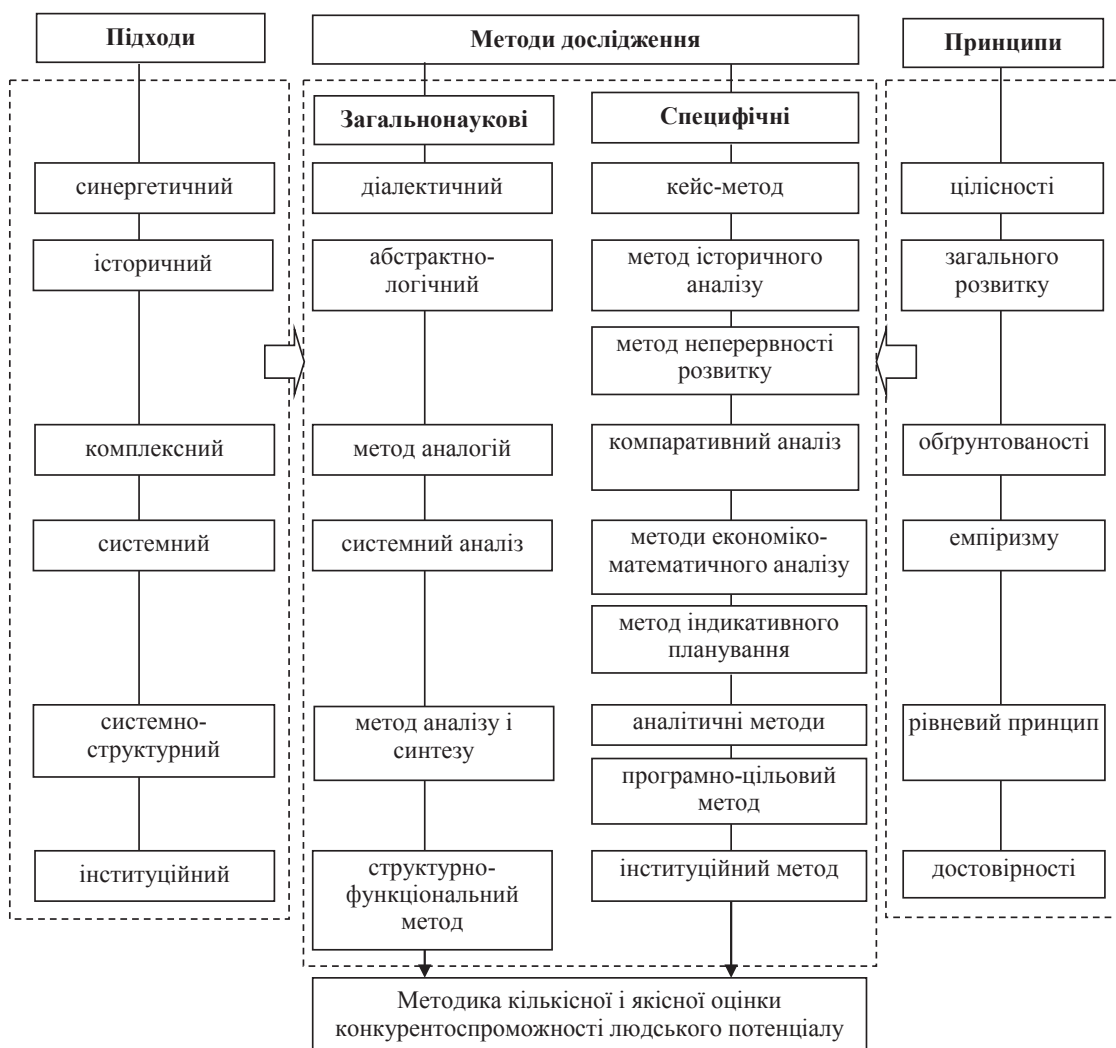 Підходи
Методи дослідження
Принципи
Загальнонаукові
Специфічні
синергетичний
діалектичний
кейс-метод
цілісності
історичний
абстрактно-
логічний
метод історичного
аналізу
загального
розвитку
метод неперервності
розвитку
комплексний
метод аналогій
компаративний аналіз
обґрунтованості
системний
системний аналіз
методи економіко-
математичного аналізу
емпіризму
метод індикативного
планування
системно-
структурний
метод аналізу і
синтезу
аналітичні методи
рівневий принцип
програмно-цільовий
метод
інституційний
структурно-
функціональний
метод
інституційний метод
достовірності
Методика кількісної і якісної оцінки
конкурентоспроможності людського потенціалу